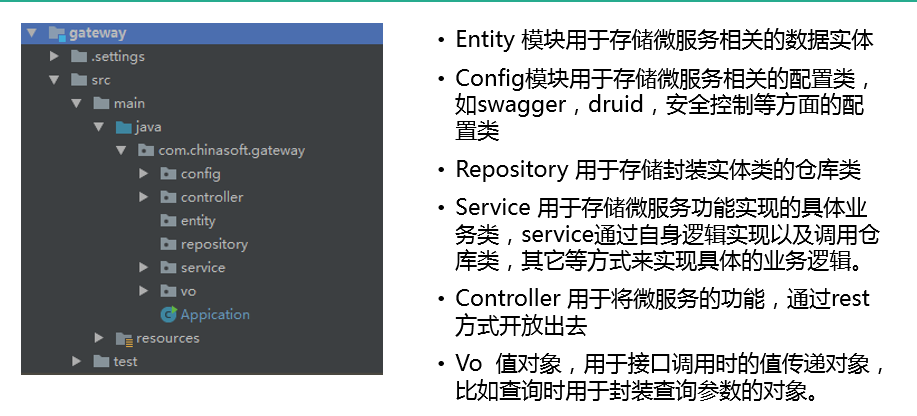 gateway
.settings
src
main
java
com.chinasoft.gateway
config
controller
entity
repository
service
vo
Appication
resources
test
• Entity 模块用于存储微服务相关的数据实体
• Config模块用于存储微服务相关的配置类，
如swagger，druid，安全控制等方面的配
置类
• Repository 用于存储封装实体类的仓库类
• Service 用于存储微服务功能实现的具体业
务类，service通过自身逻辑实现以及调用仓
库类，其它等方式来实现具体的业务逻辑。
• Controller 用于将微服务的功能，通过rest
方式开放出去
• Vo 值对象，用于接口调用时的值传递对象，
比如查询时用于封装查询参数的对象。